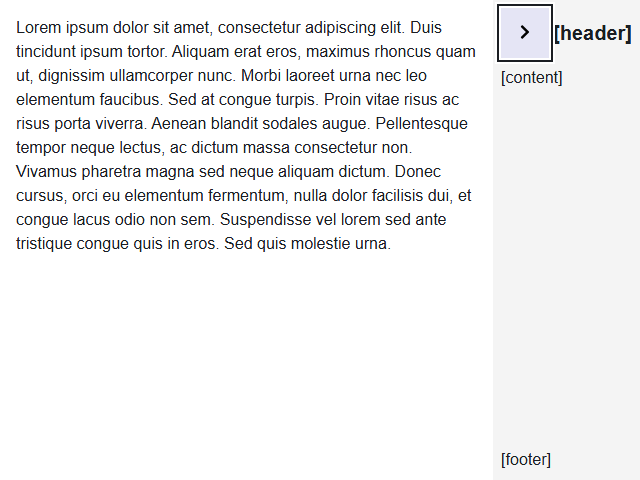 Lorem ipsum dolor sit amet, consectetur adipiscing elit. Duis
tincidunt ipsum tortor. Aliquam erat eros, maximus rhoncus quam
ut, dignissim ullamcorper nunc. Morbi laoreet urna nec leo
elementum faucibus. Sed at congue turpis. Proin vitae risus ac
risus porta viverra. Aenean blandit sodales augue. Pellentesque
tempor neque lectus, ac dictum massa consectetur non.
Vivamus pharetra magna sed neque aliquam dictum. Donec
cursus, orci eu elementum fermentum, nulla dolor facilisis dui, et
congue lacus odio non sem. Suspendisse vel lorem sed ante
tristique congue quis in eros. Sed quis molestie urna.
[header]
[content]
[footer]